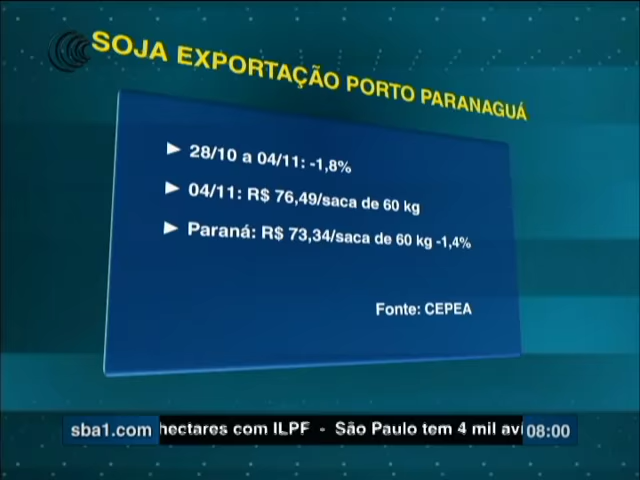 SOJA EXPORTAÇÃO PORTO PARANAGUÁ
28/10 a 04/11: -1,8%
04/11: R$ 76,49/saca de 60 kg
Paraná: R$ 73,34/saca de 60 kg -1,4%
Fonte: CEPEA
sba1.com hectares com ILPF - São Paulo tem 4 mil avi 08:00